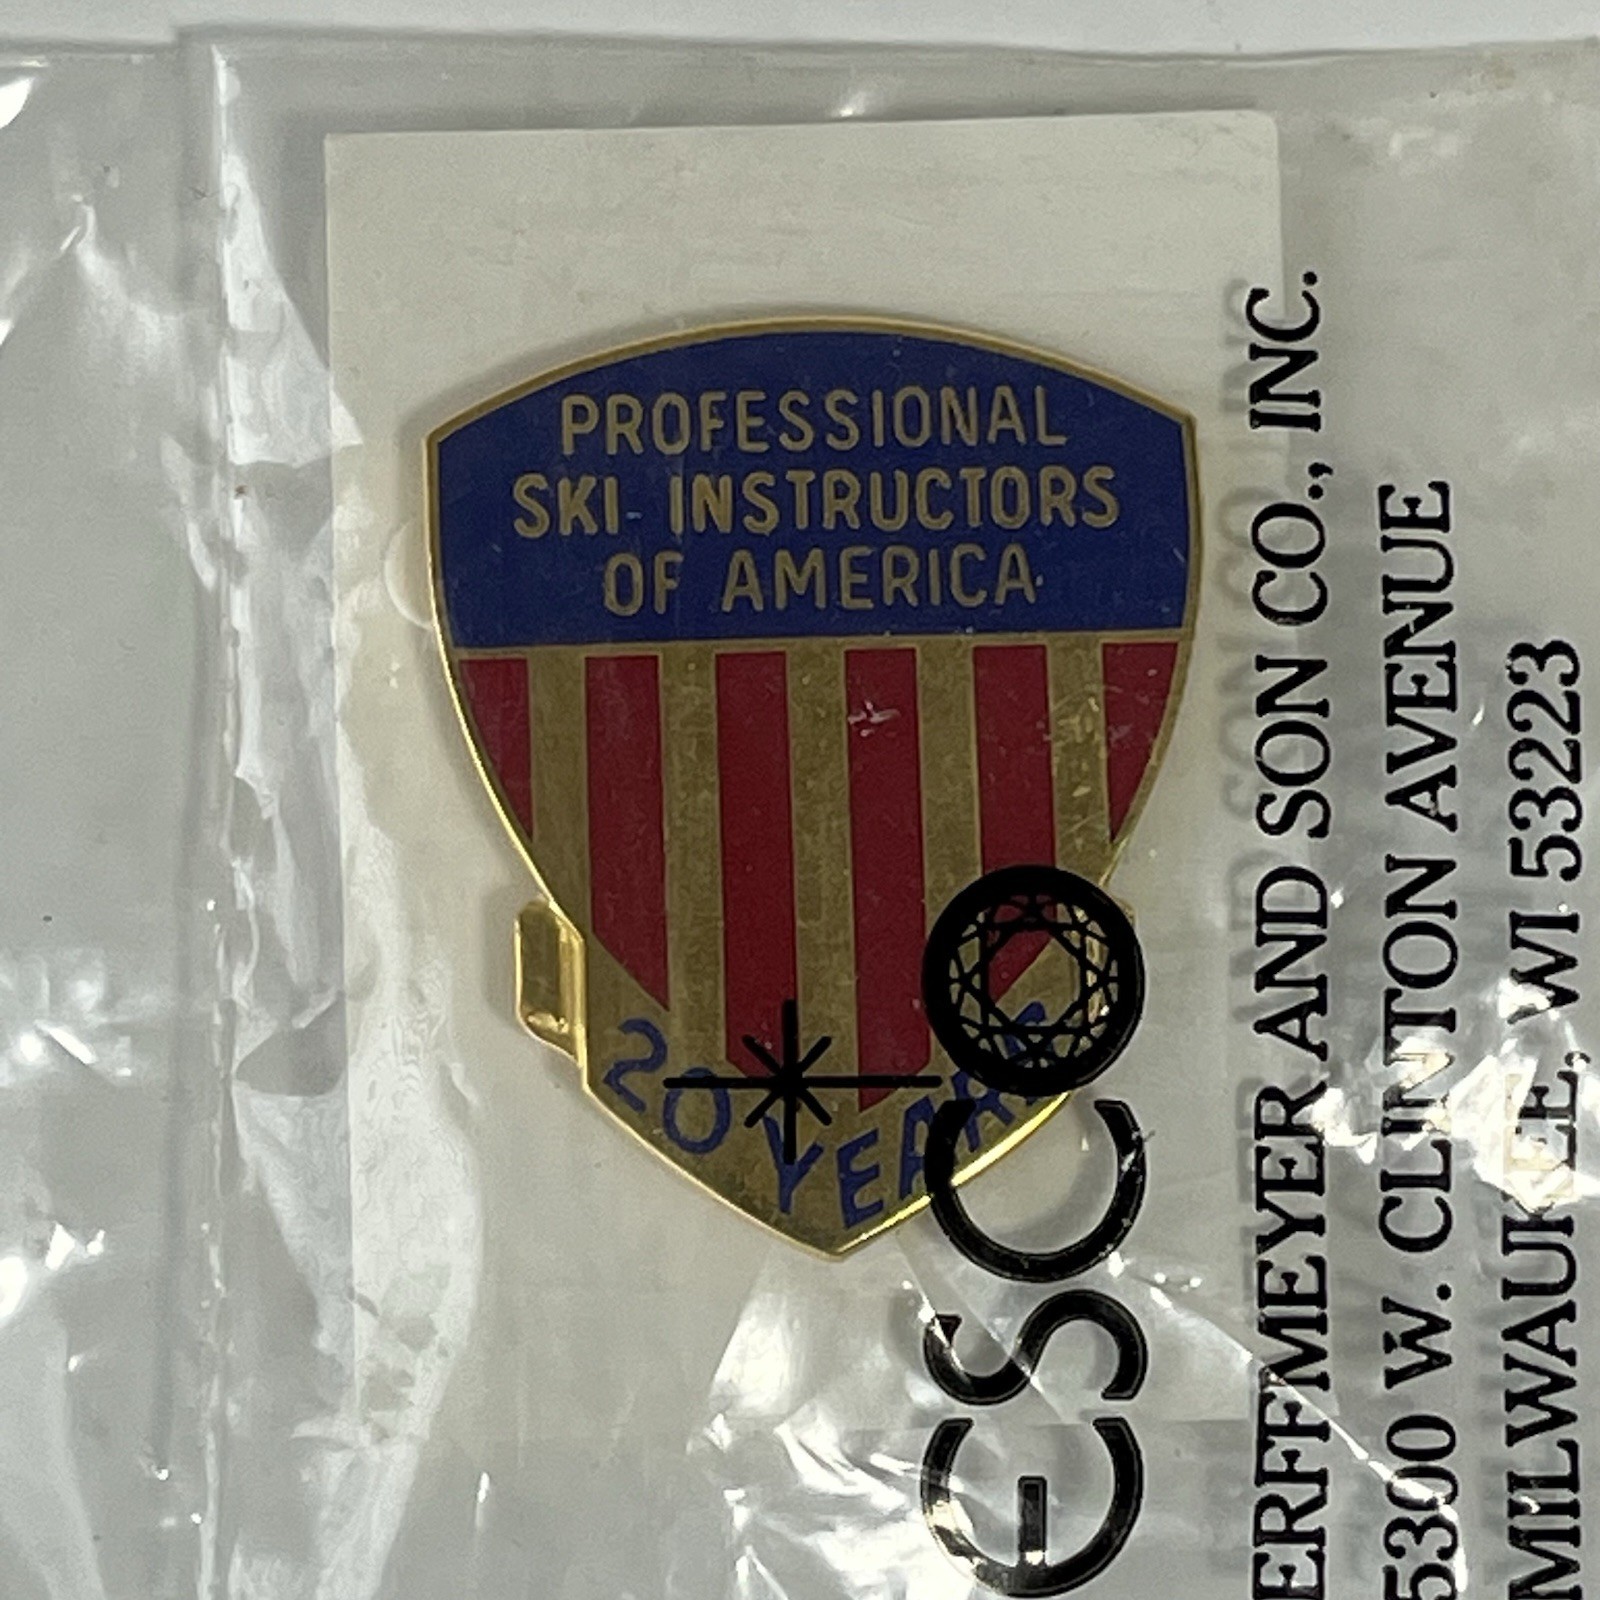 PROFESSIONAL
SKI INSTRUCTORS
OF AMERICA
20 YEARS
esco
ERFFMEYER AND SON CO., INC.
5300 W. CLINTON AVENUE
MILWAUKEE, WI 53223